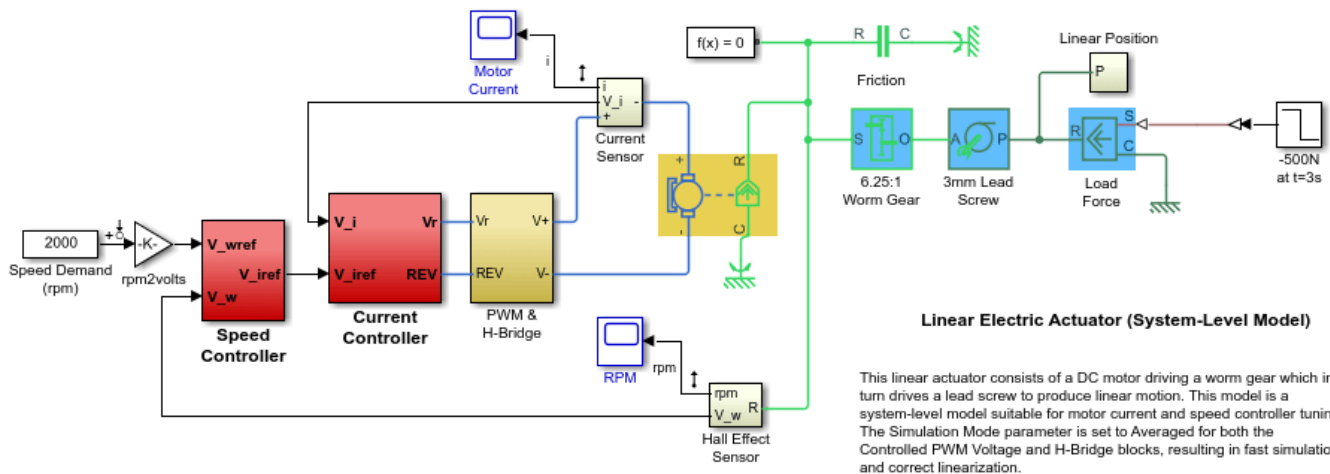 f(x) = 0
R
C
Friction
Linear Position
P
Motor
Current
i
i
V_i
-
+
Current
Sensor
+
-
R
C
S
O
6.25:1
Worm Gear
A
P
3mm Lead
Screw
R
S
C
Load
Force
-500N
at t=3s
2000
Speed Demand
(rpm)
+
-K-
rpm2volts
V_wref
V_iref
V_w
Speed
Controller
V_i
Vr
V_iref
REV
Current
Controller
Vr
V+
REV
V-
PWM &
H-Bridge
RPM
rpm
rpm
V_w
R
Hall Effect
Sensor
Linear Electric Actuator (System-Level Model)
This linear actuator consists of a DC motor driving a worm gear which in
turn drives a lead screw to produce linear motion. This model is a
system-level model suitable for motor current and speed controller tunin
The Simulation Mode parameter is set to Averaged for both the
Controlled PWM Voltage and H-Bridge blocks, resulting in fast simulatio
and correct linearization.